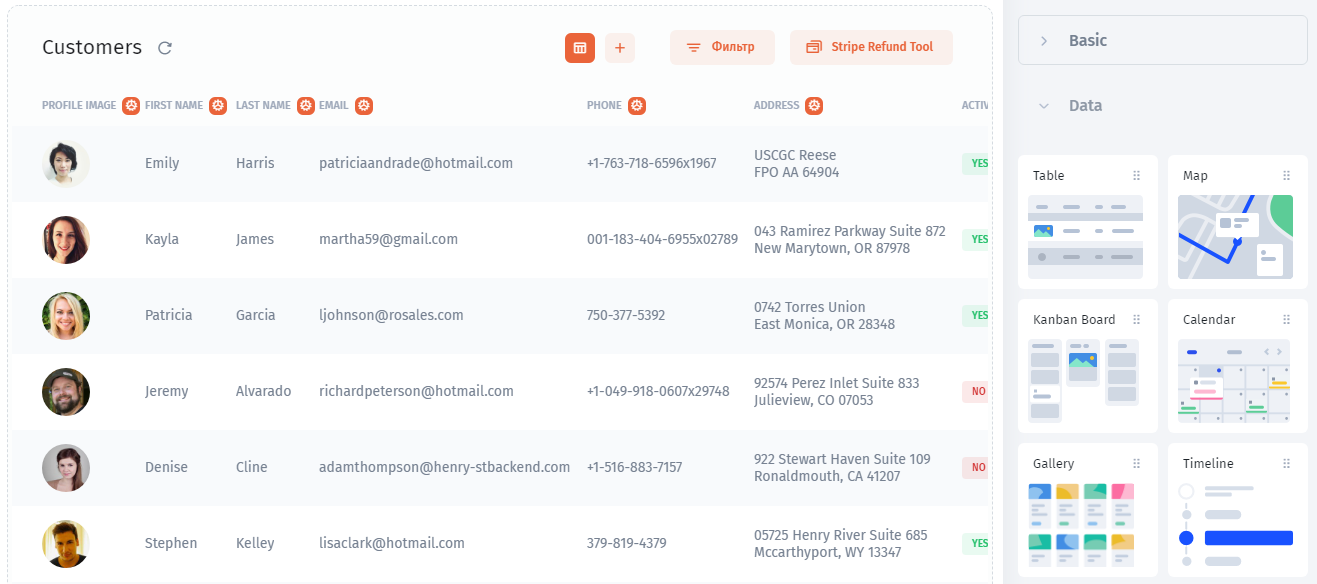 Customers
+
Фильтр
Stripe Refund Tool
PROFILE IMAGE FIRST NAME LAST NAME EMAIL PHONE ADDRESS ACTIV
Emily Harris patriciaandrade@hotmail.com +1-763-718-6596x1967 USCGC Reese YES
FPO AA 64904
Kayla James martha59@gmail.com 001-183-404-6955x02789 043 Ramirez Parkway Suite 872 YES
New Marytown, OR 87978
Patricia Garcia ljohnson@rosales.com 750-377-5392 0742 Torres Union YES
East Monica, OR 28348
Jeremy Alvarado richardpeterson@hotmail.com +1-049-918-0607x29748 92574 Perez Inlet Suite 833 NO
Julieview, CO 07053
Denise Cline adamthompson@henry-stbackend.com +1-516-883-7157 922 Stewart Haven Suite 109 NO
Ronaldmouth, CA 41207
Stephen Kelley lisaclark@hotmail.com 379-819-4379 05725 Henry River Suite 685 YES
Mccarthyport, WY 13347
Basic
Data
Table
Map
Kanban Board
Calendar
Gallery
Timeline